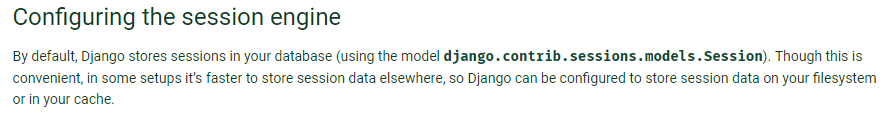 Configuring the session engine
By default, Django stores sessions in your database (using the model django.contrib.sessions.models.Session). Though this is
convenient, in some setups it's faster to store session data elsewhere, so Django can be configured to store session data on your filesystem
or in your cache.